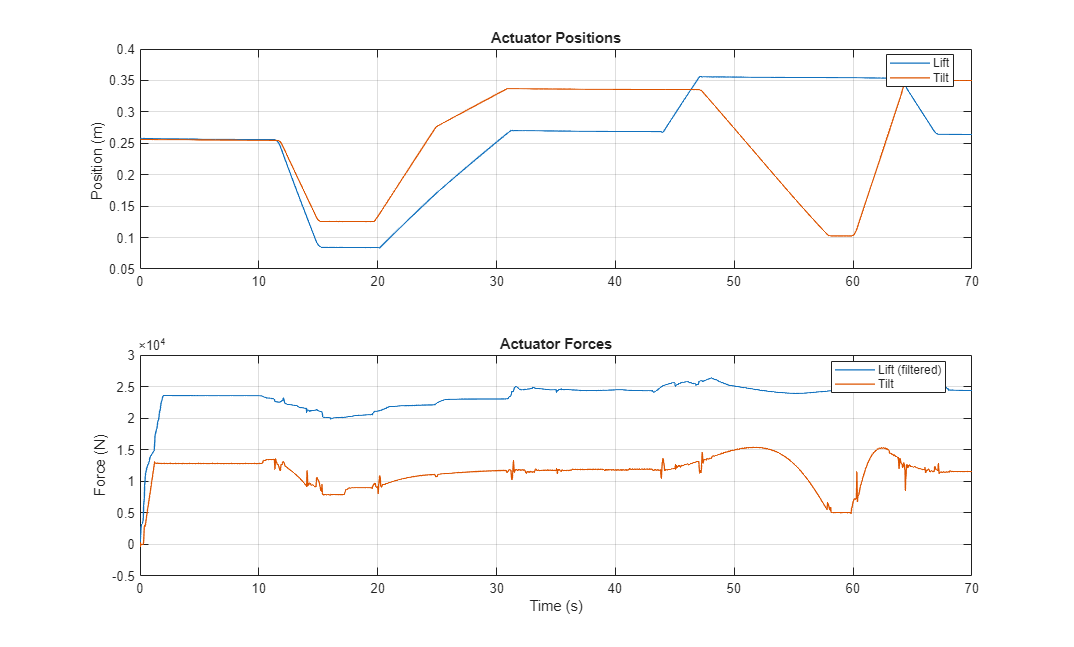 Actuator Positions
0.4
0.35
0.3
0.25
0.2
0.15
0.1
0.05
Position (m)
Lift
Tilt
0 10 20 30 40 50 60 70
Actuator Forces
×10⁴
3
2.5
2
1.5
1
0.5
0
-0.5
Force (N)
Lift (filtered)
Tilt
0 10 20 30 40 50 60 70
Time (s)